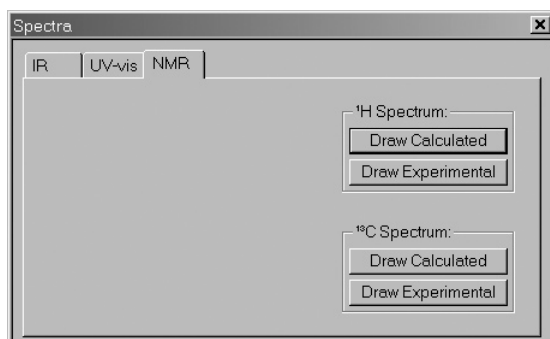 Spectra
IR UV-vis NMR
¹H Spectrum:
Draw Calculated
Draw Experimental
¹³C Spectrum:
Draw Calculated
Draw Experimental